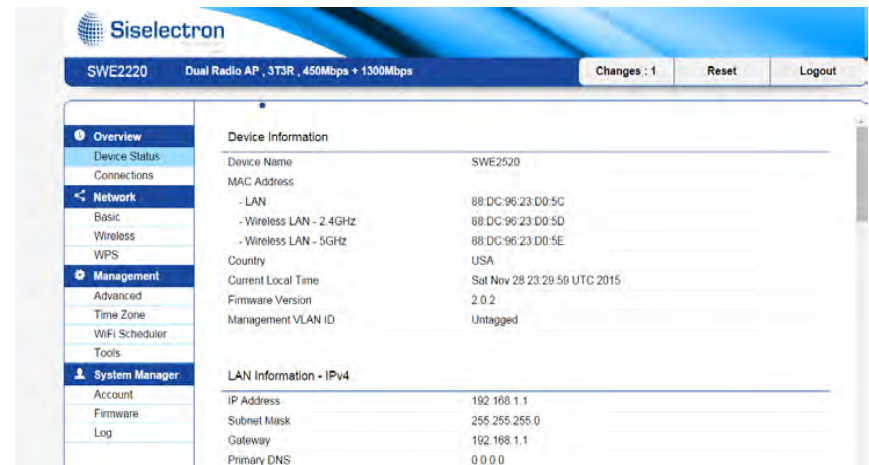 Siselectron
SWE2220 Dual Radio AP , 3T3R , 450Mbps + 1300Mbps Changes : 1 Reset Logout
Overview
Device Status
Connections
Network
Basic
Wireless
WPS
Management
Advanced
Time Zone
WiFi Scheduler
Tools
System Manager
Account
Firmware
Log
Device Information
Device Name SWE2520
MAC Address
- LAN 88:DC:96:23:D0:5C
- Wireless LAN - 2.4GHz 88:DC:96:23:D0:5D
- Wireless LAN - 5GHz 88:DC:96:23:D0:5E
Country USA
Current Local Time Sat Nov 28 23:29:59 UTC 2015
Firmware Version 2.0.2
Management VLAN ID Untagged
LAN Information - IPv4
IP Address 192.168.1.1
Subnet Mask 255.255.255.0
Gateway 192.168.1.1
Primary DNS 0.0.0.0